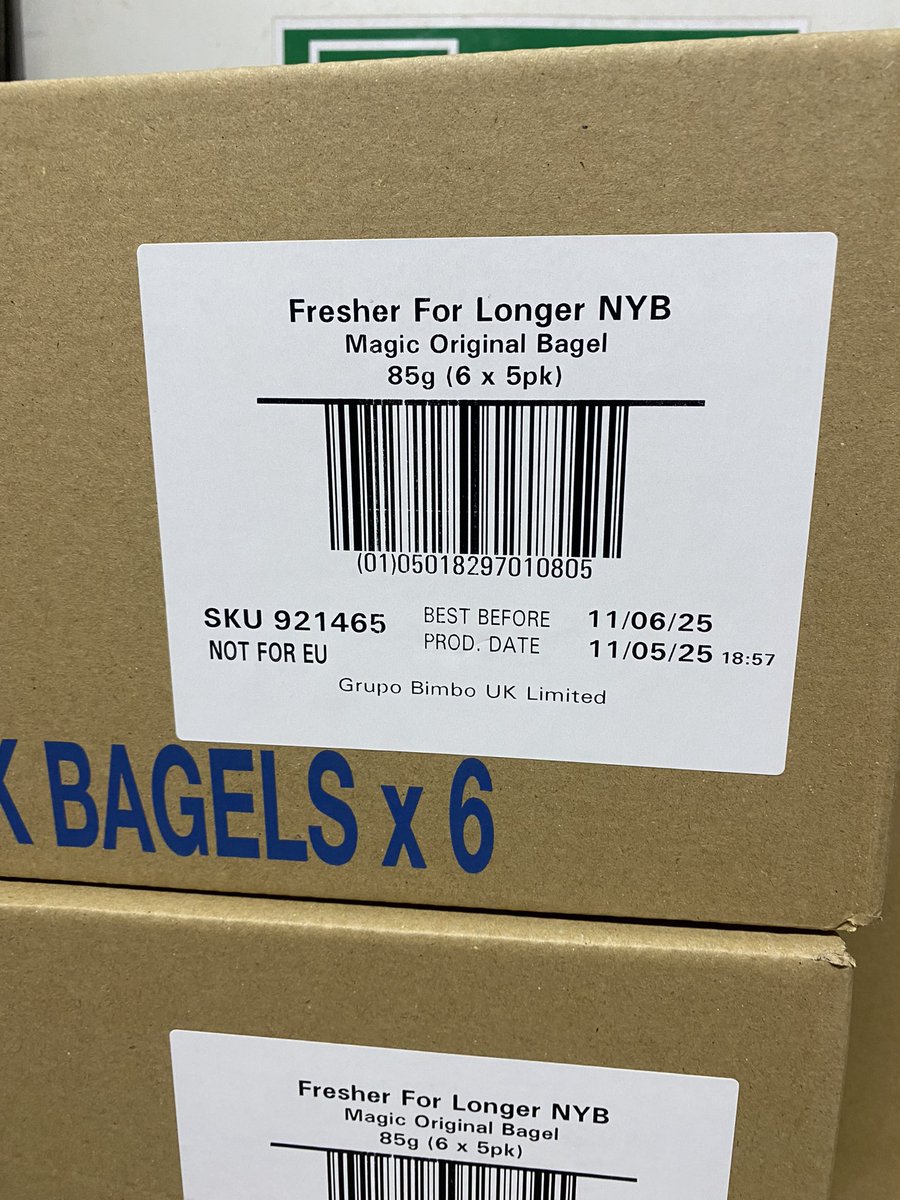 Fresher For Longer NYB
Magic Original Bagel
85g (6 x 5pk)
(01)05018297010805
SKU 921465 BEST BEFORE 11/06/25
NOT FOR EU PROD. DATE 11/05/25 18:57
Grupo Bimbo UK Limited
BAGELS x 6
Fresher For Longer NYB
Magic Original Bagel
85g (6 x 5pk)